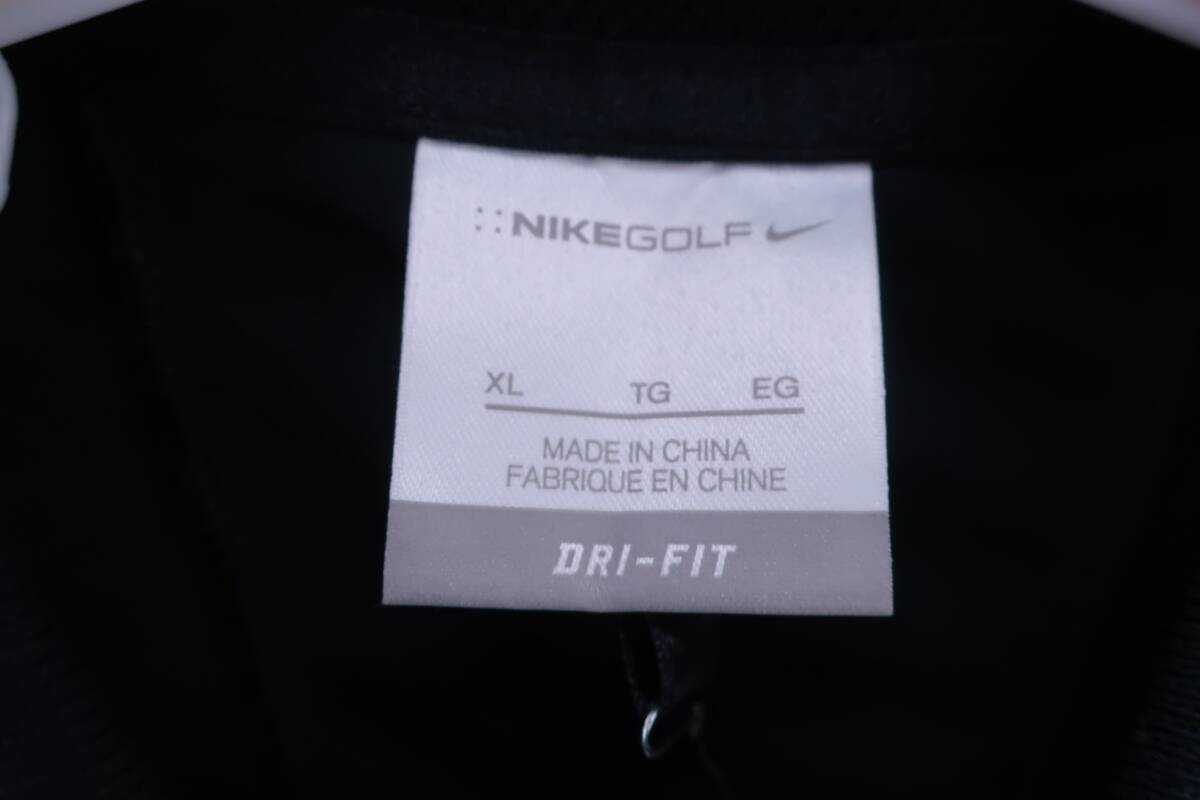 NIKEGOLF
XL TG EG
MADE IN CHINA
FABRIQUE EN CHINE
DRI-FIT